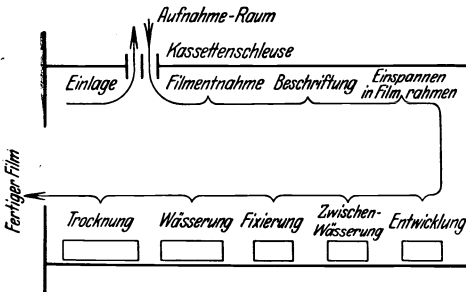 Aufnahme-Raum
Kassettenschleuse
Einlage
Filmentnahme
Beschriftung
Einspannen
in Film, rahmen
Fertiger Film
Trocknung
Wässerung
Fixierung
Zwischen-
Wässerung
Entwicklung